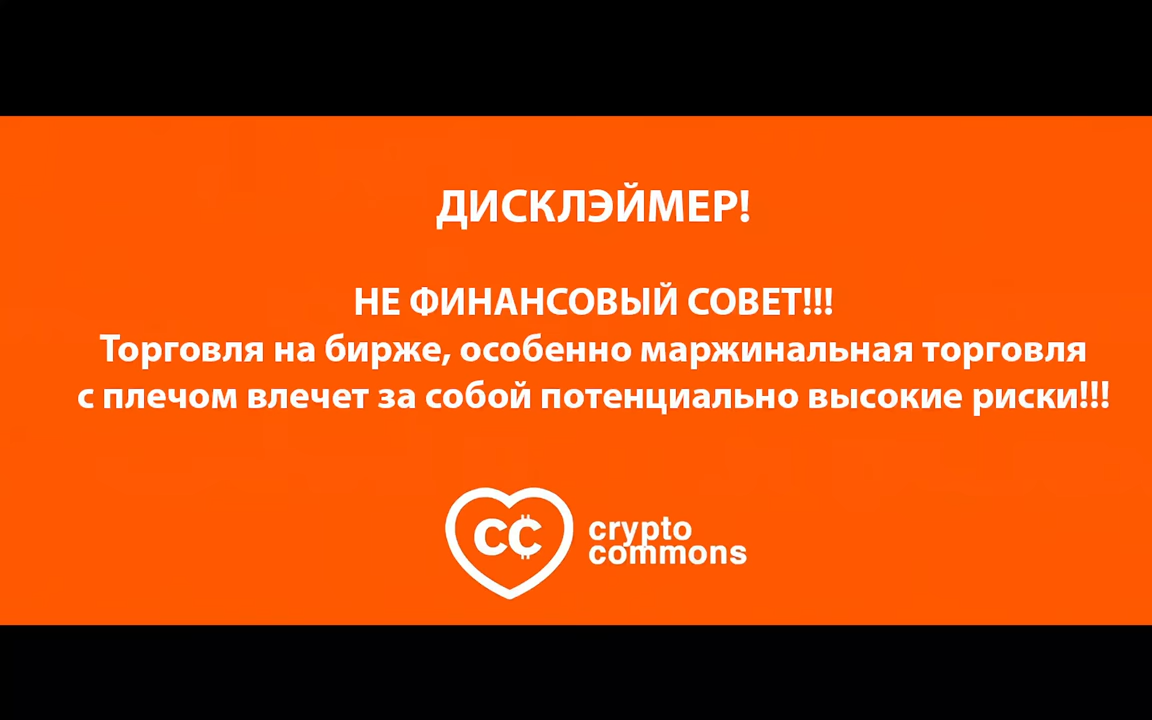 ДИСКЛЭЙМЕР!
НЕ ФИНАНСОВЫЙ СОВЕТ!!!
Торговля на бирже, особенно маржинальная торговля
с плечом влечет за собой потенциально высокие риски!!!
CC
crypto
commons